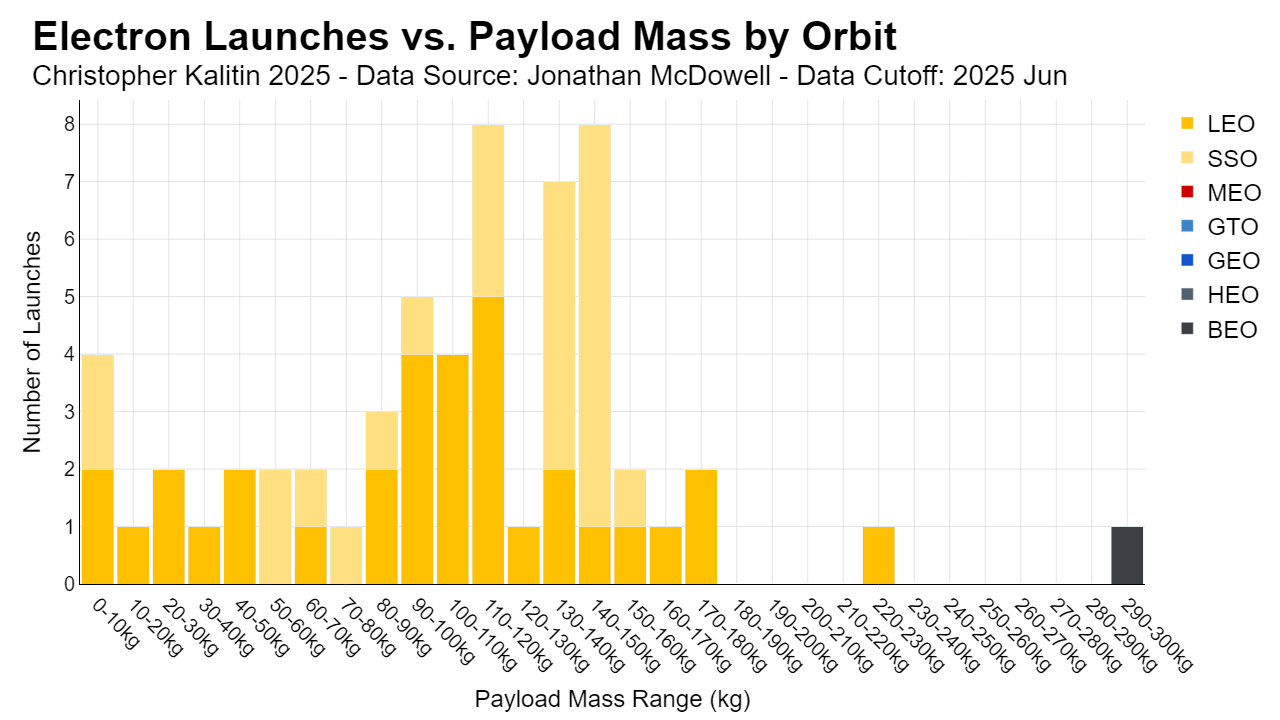 Electron Launches vs. Payload Mass by Orbit
Christopher Kalitin 2025 - Data Source: Jonathan McDowell - Data Cutoff: 2025 Jun
LEO
SSO
MEO
GTO
GEO
HEO
BEO
Number of Launches
8
7
6
5
4
3
2
1
0
0-10kg
10-20kg
20-30kg
30-40kg
40-50kg
50-60kg
60-70kg
70-80kg
80-90kg
90-100kg
100-110kg
110-120kg
120-130kg
130-140kg
140-150kg
150-160kg
160-170kg
170-180kg
180-190kg
190-200kg
200-210kg
210-220kg
220-230kg
230-240kg
240-250kg
250-260kg
260-270kg
270-280kg
280-290kg
290-300kg
Payload Mass Range (kg)